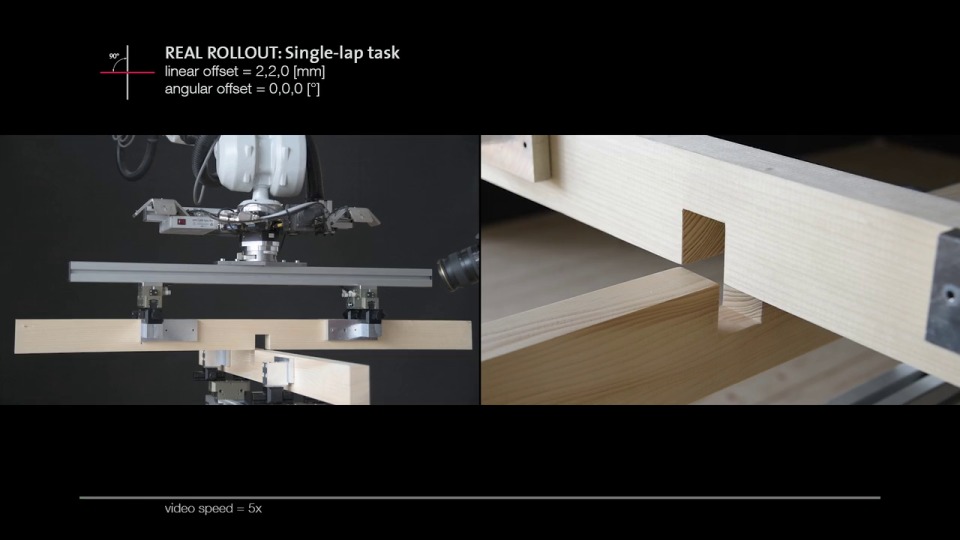 90°
REAL ROLLOUT: Single-lap task
linear offset = 2,2,0 [mm]
angular offset = 0,0,0 [°]
video speed = 5x